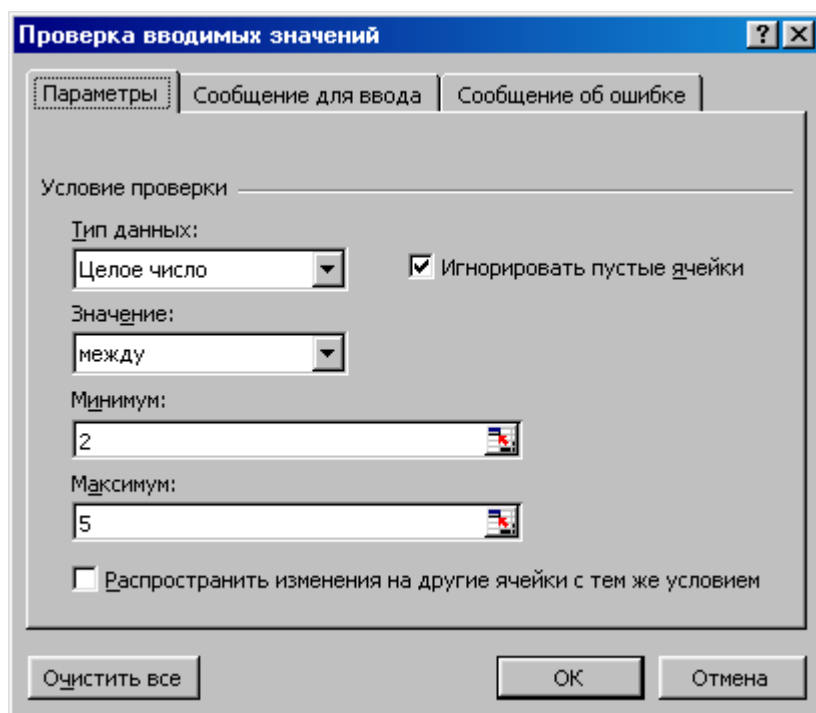 Проверка вводимых значений
Параметры Сообщение для ввода Сообщение об ошибке
Условие проверки
Тип данных:
Целое число Игнорировать пустые ячейки
Значение:
между
Минимум:
2
Максимум:
5
Распространить изменения на другие ячейки с тем же условием
Очистить все ОК Отмена